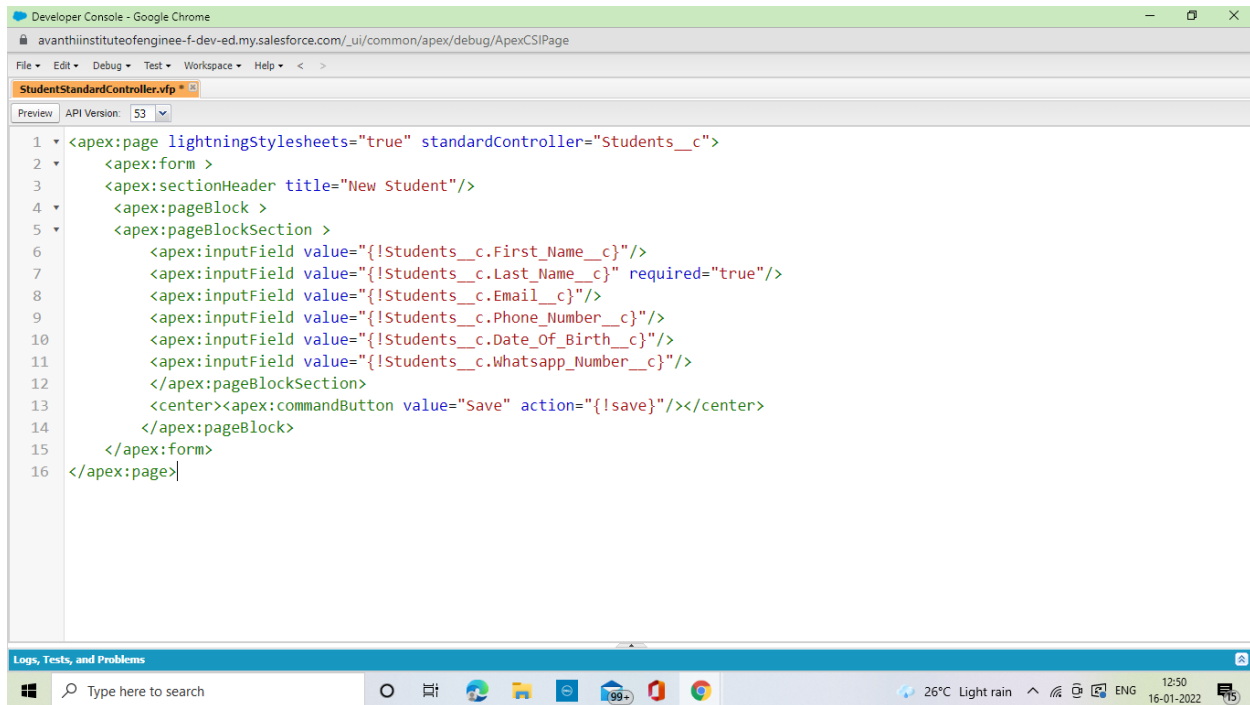 Developer Console - Google Chrome
avanthiinstituteofenginee-f-dev-ed.my.salesforce.com/_ui/common/apex/debug/ApexCSIPage
File Edit Debug Test Workspace Help < >
StudentStandardController.vfp *
Preview API Version: 53
1 <apex:page lightningStylesheets="true" standardController="Students__c">
2 <apex:form >
3 <apex:sectionHeader title="New Student"/>
4 <apex:pageBlock >
5 <apex:pageBlockSection >
6 <apex:inputField value="{!Students__c.First_Name__c}"/>
7 <apex:inputField value="{!Students__c.Last_Name__c}" required="true"/>
8 <apex:inputField value="{!Students__c.Email__c}"/>
9 <apex:inputField value="{!Students__c.Phone_Number__c}"/>
10 <apex:inputField value="{!Students__c.Date_Of_Birth__c}"/>
11 <apex:inputField value="{!Students__c.Whatsapp_Number__c}"/>
12 </apex:pageBlockSection>
13 <center><apex:commandButton value="Save" action="{!save}"/></center>
14 </apex:pageBlock>
15 </apex:form>
16 </apex:page>
Logs, Tests, and Problems
Type here to search 99+ 26°C Light rain ENG 12:50 15
16-01-2022